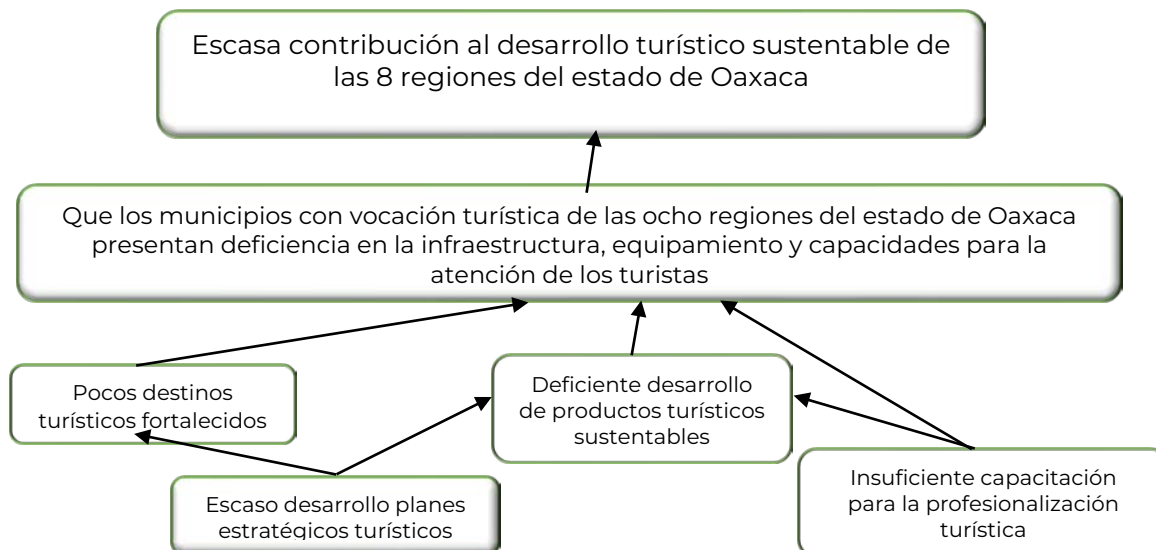 Escasa contribución al desarrollo turístico sustentable de
las 8 regiones del estado de Oaxaca
Que los municipios con vocación turística de las ocho regiones del estado de Oaxaca
presentan deficiencia en la infraestructura, equipamiento y capacidades para la
atención de los turistas
Pocos destinos
turísticos fortalecidos
Deficiente desarrollo
de productos turísticos
sustentables
Escaso desarrollo planes
estratégicos turísticos
Insuficiente capacitación
para la profesionalización
turística